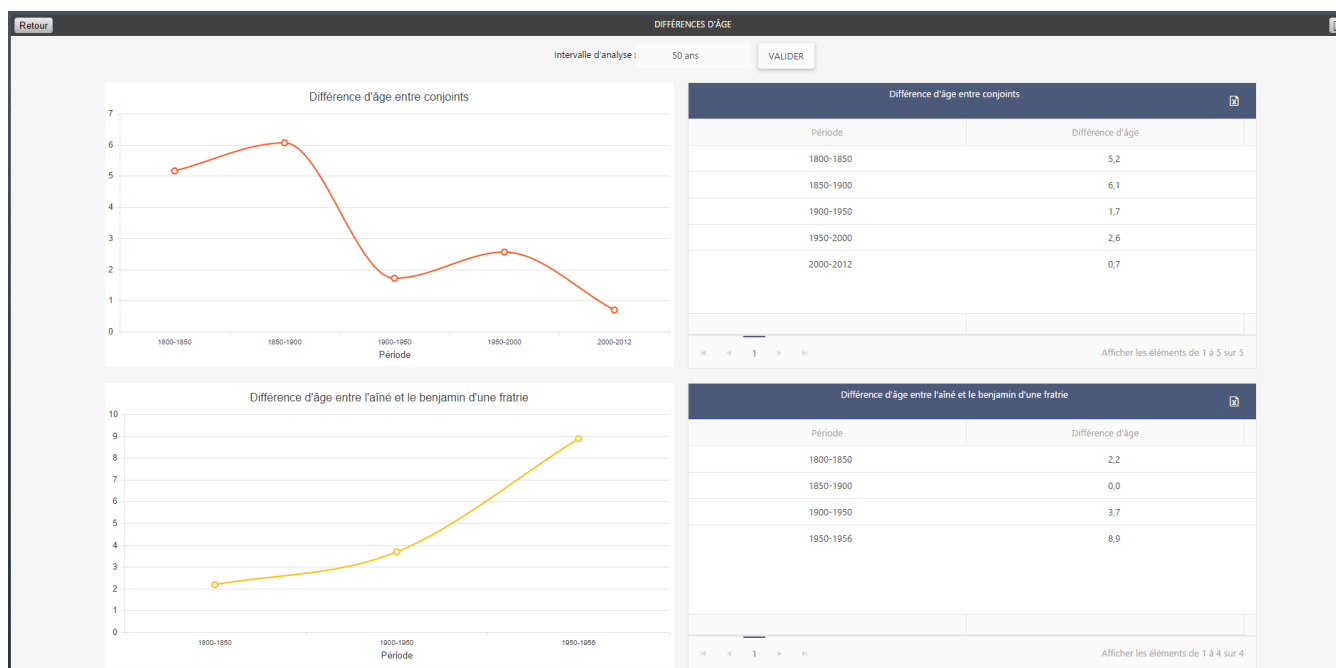 Retour
DIFFÉRENCES D'ÂGE
Intervalle d'analyse : 50 ans VALIDER
Différence d'âge entre conjoints
7
6
5
4
3
2
1
0
1800-1850 1850-1900 1900-1950 1950-2000 2000-2012
Période
Différence d'âge entre conjoints
Période Différence d'âge
1800-1850 5,2
1850-1900 6,1
1900-1950 1,7
1950-2000 2,6
2000-2012 0,7
1 Afficher les éléments de 1 à 5 sur 5
Différence d'âge entre l'aîné et le benjamin d'une fratrie
10
9
8
7
6
5
4
3
2
1
0
1800-1850 1900-1950 1950-1956
Période
Différence d'âge entre l'aîné et le benjamin d'une fratrie
Période Différence d'âge
1800-1850 2,2
1850-1900 0,0
1900-1950 3,7
1950-1956 8,9
1 Afficher les éléments de 1 à 4 sur 4